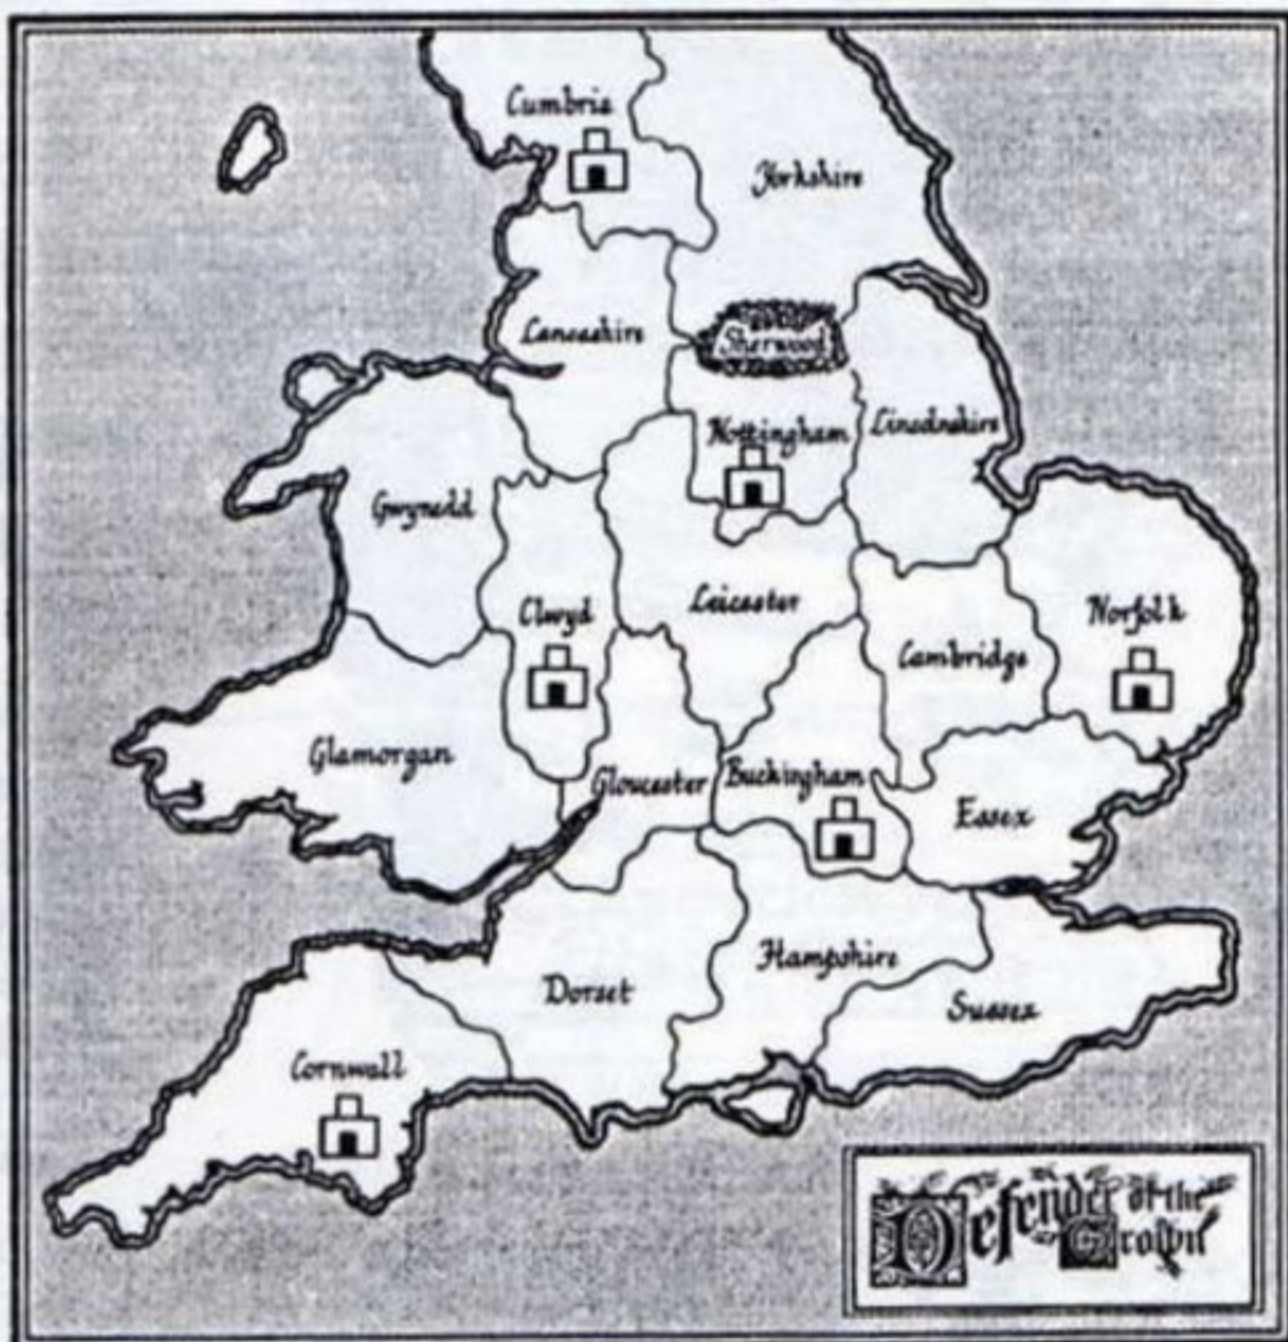 Cumbria
Yorkshire
Lancashire
Sherwood
Nottingham
Lincolnshire
Gwynedd
Clwyd
Leicester
Norfolk
Cambridge
Glamorgan
Gloucester
Buckingham
Essex
Hampshire
Dorset
Sussex
Cornwall
Defender of the
Crown